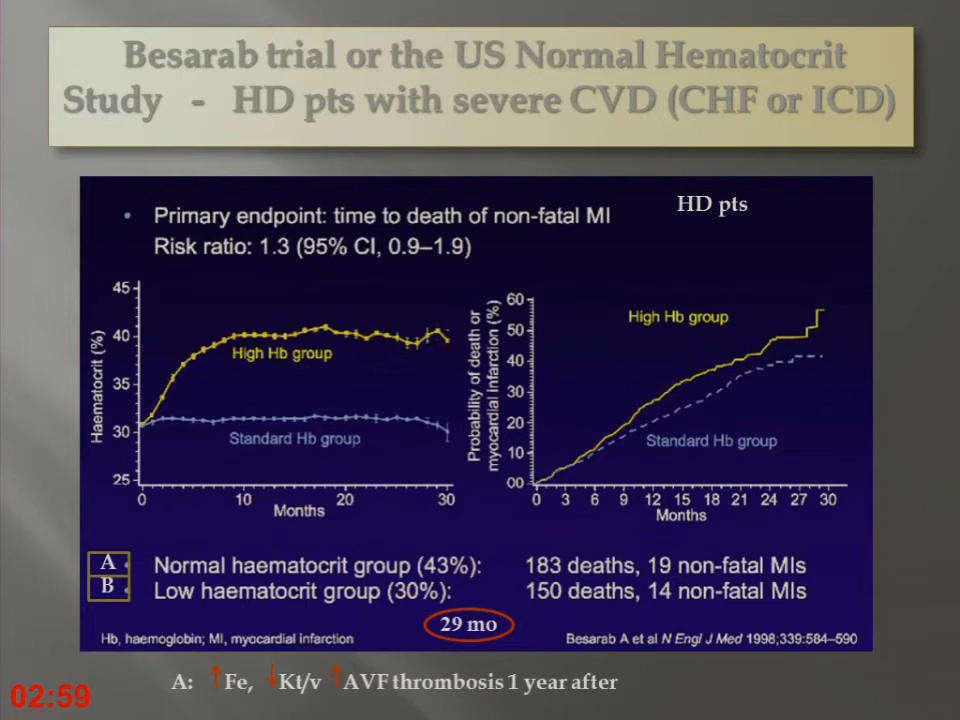 Besarab trial or the US Normal Hematocrit
Study - HD pts with severe CVD (CHF or ICD)
HD pts
• Primary endpoint: time to death of non-fatal MI
Risk ratio: 1.3 (95% CI, 0.9–1.9)
Haematocrit (%)
45
40
35
30
25
High Hb group
Standard Hb group
0 10 20 30
Months
Probability of death or
myocardial infarction (%)
60
50
40
30
20
10
00
High Hb group
Standard Hb group
0 3 6 9 12 15 18 21 24 27 30
Months
A • Normal haematocrit group (43%): 183 deaths, 19 non-fatal MIs
B • Low haematocrit group (30%): 150 deaths, 14 non-fatal MIs
29 mo
Hb, haemoglobin; MI, myocardial infarction
Besarab A et al N Engl J Med 1998;339:584–590
A: ↑Fe, ↓Kt/v ↑AVF thrombosis 1 year after
02:59